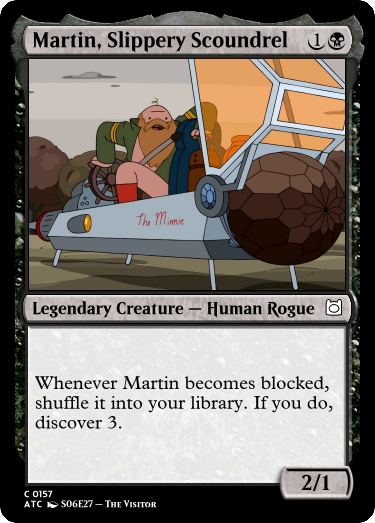 Martin, Slippery Scoundrel 1
The Minnie
Legendary Creature — Human Rogue
Whenever Martin becomes blocked,
shuffle it into your library. If you do,
discover 3.
2/1
C 0157
ATC S06E27 – The Visitor